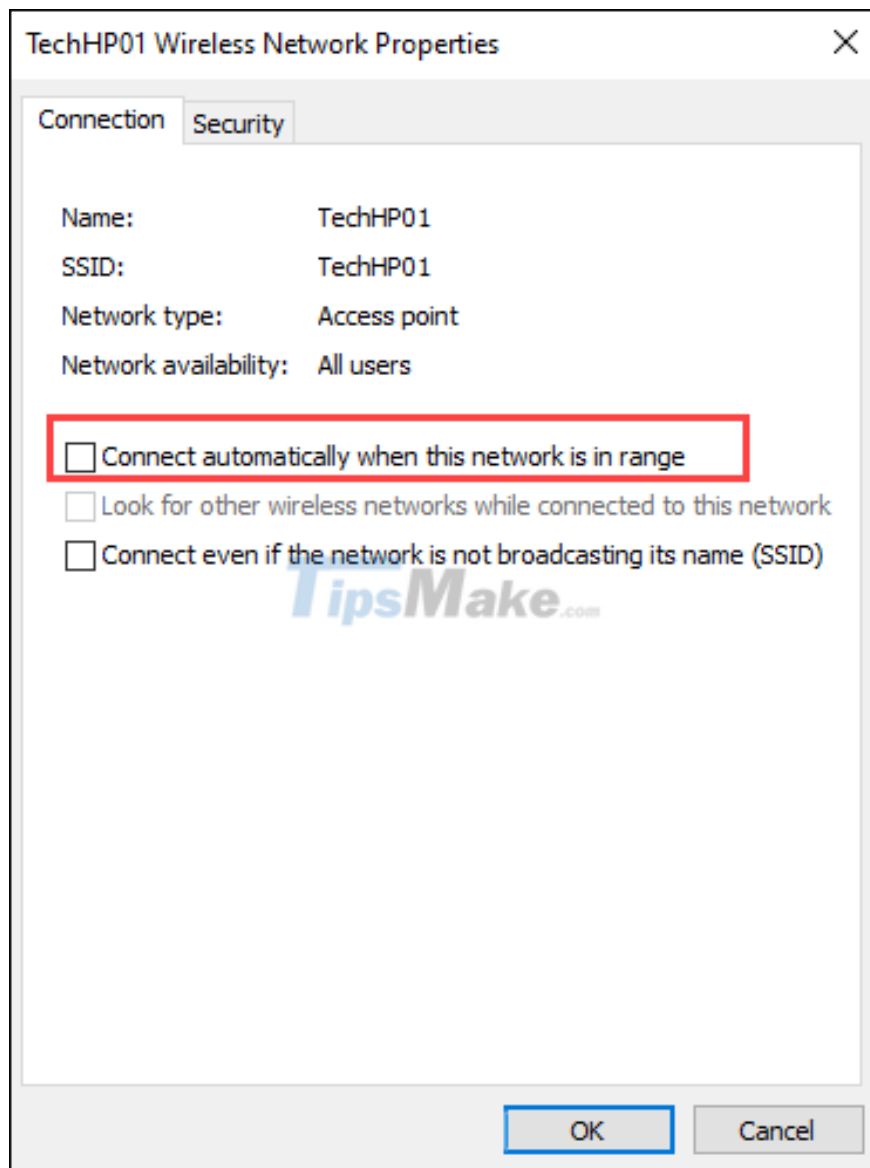 TechHP01 Wireless Network Properties
Connection Security
Name: TechHP01
SSID: TechHP01
Network type: Access point
Network availability: All users
Connect automatically when this network is in range
Look for other wireless networks while connected to this network
Connect even if the network is not broadcasting its name (SSID)
TipsMake.com
OK Cancel